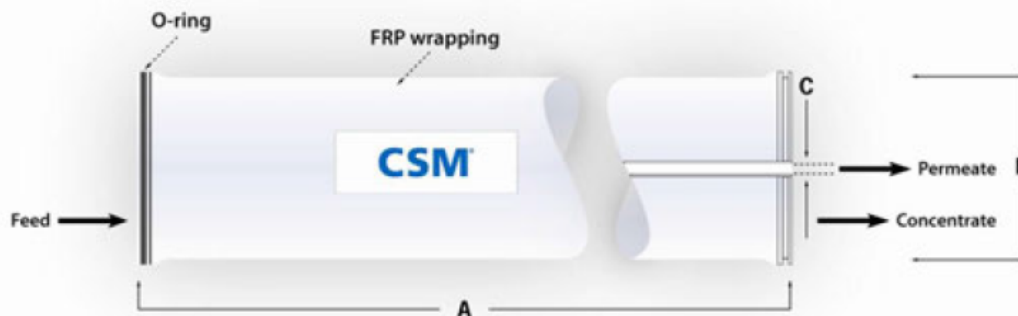 O-ring
FRP wrapping
C
CSM
Permeate
Feed
Concentrate
A